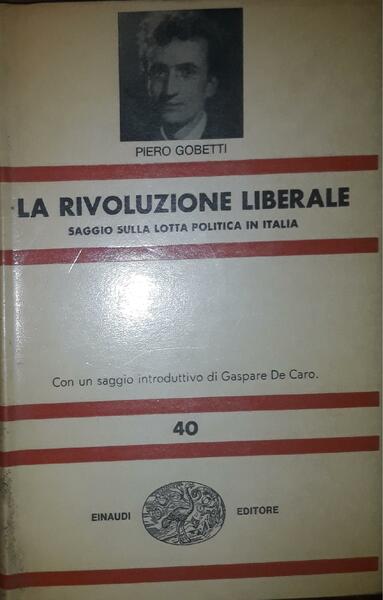 PIERO GOBETTI
LA RIVOLUZIONE LIBERALE
SAGGIO SULLA LOTTA POLITICA IN ITALIA
Con un saggio introduttivo di Gaspare De Caro.
40
EINAUDI EDITORE